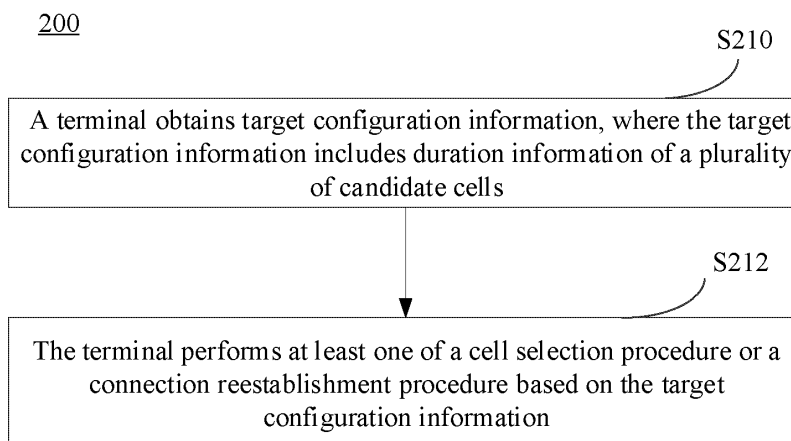 200
S210
A terminal obtains target configuration information, where the target
configuration information includes duration information of a plurality
of candidate cells
S212
The terminal performs at least one of a cell selection procedure or a
connection reestablishment procedure based on the target
configuration information